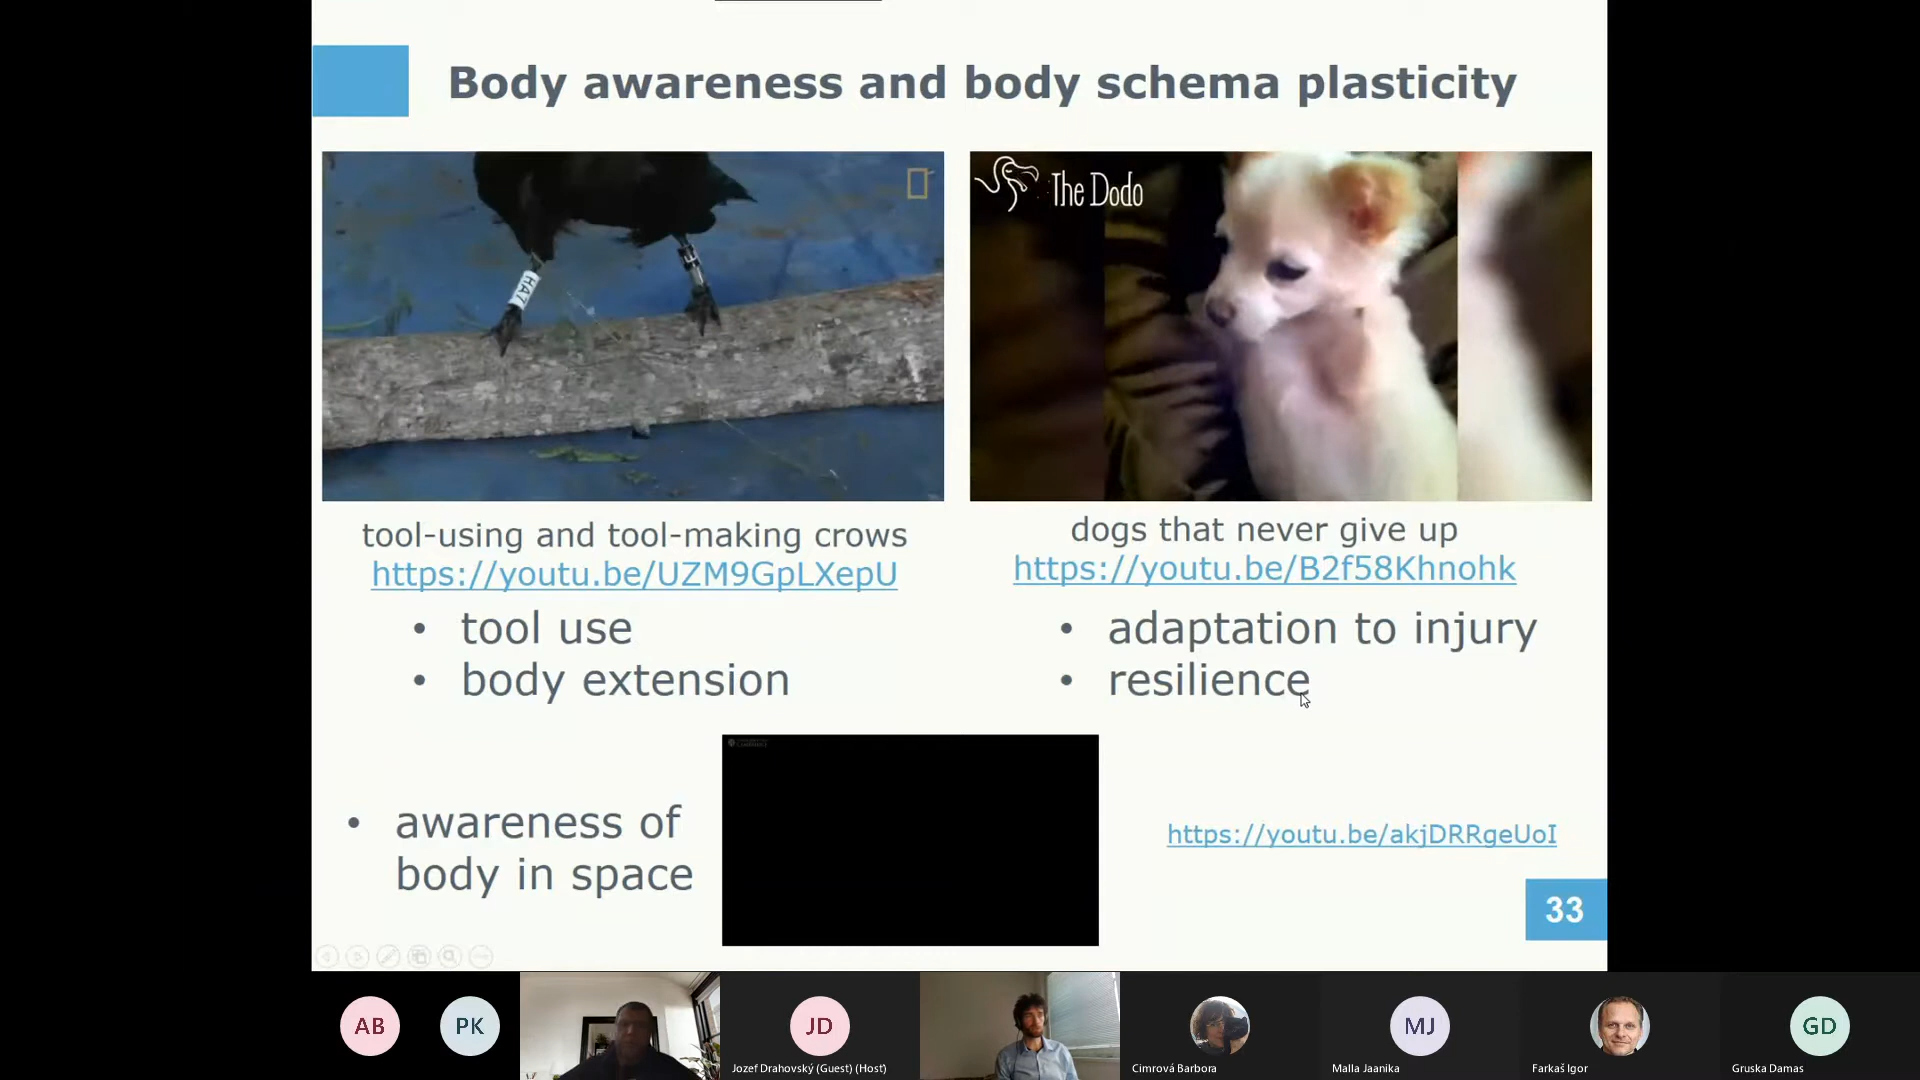 Body awareness and body schema plasticity
HA7
The Dodo
tool-using and tool-making crows
https://youtu.be/UZM9GpLXepU
• tool use
• body extension
dogs that never give up
https://youtu.be/B2f58Khnohk
• adaptation to injury
• resilience
• awareness of
body in space
https://youtu.be/akjDRRgeUoI
33
AB
PK
JD
Jozef Drahovský (Guest) (Host)
Cimrová Barbora
MJ
Malla Jaanika
Farkaš Igor
GD
Gruska Damas